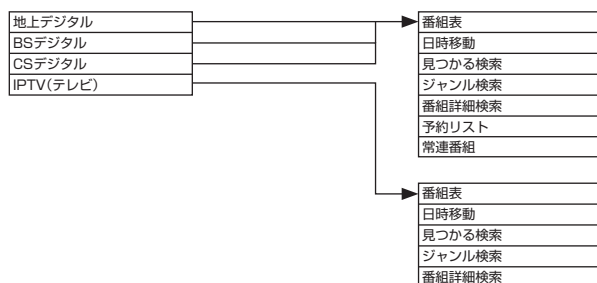 地上デジタル
BSデジタル
CSデジタル
IPTV(テレビ)
番組表
日時移動
見つかる検索
ジャンル検索
番組詳細検索
予約リスト
常連番組
番組表
日時移動
見つかる検索
ジャンル検索
番組詳細検索